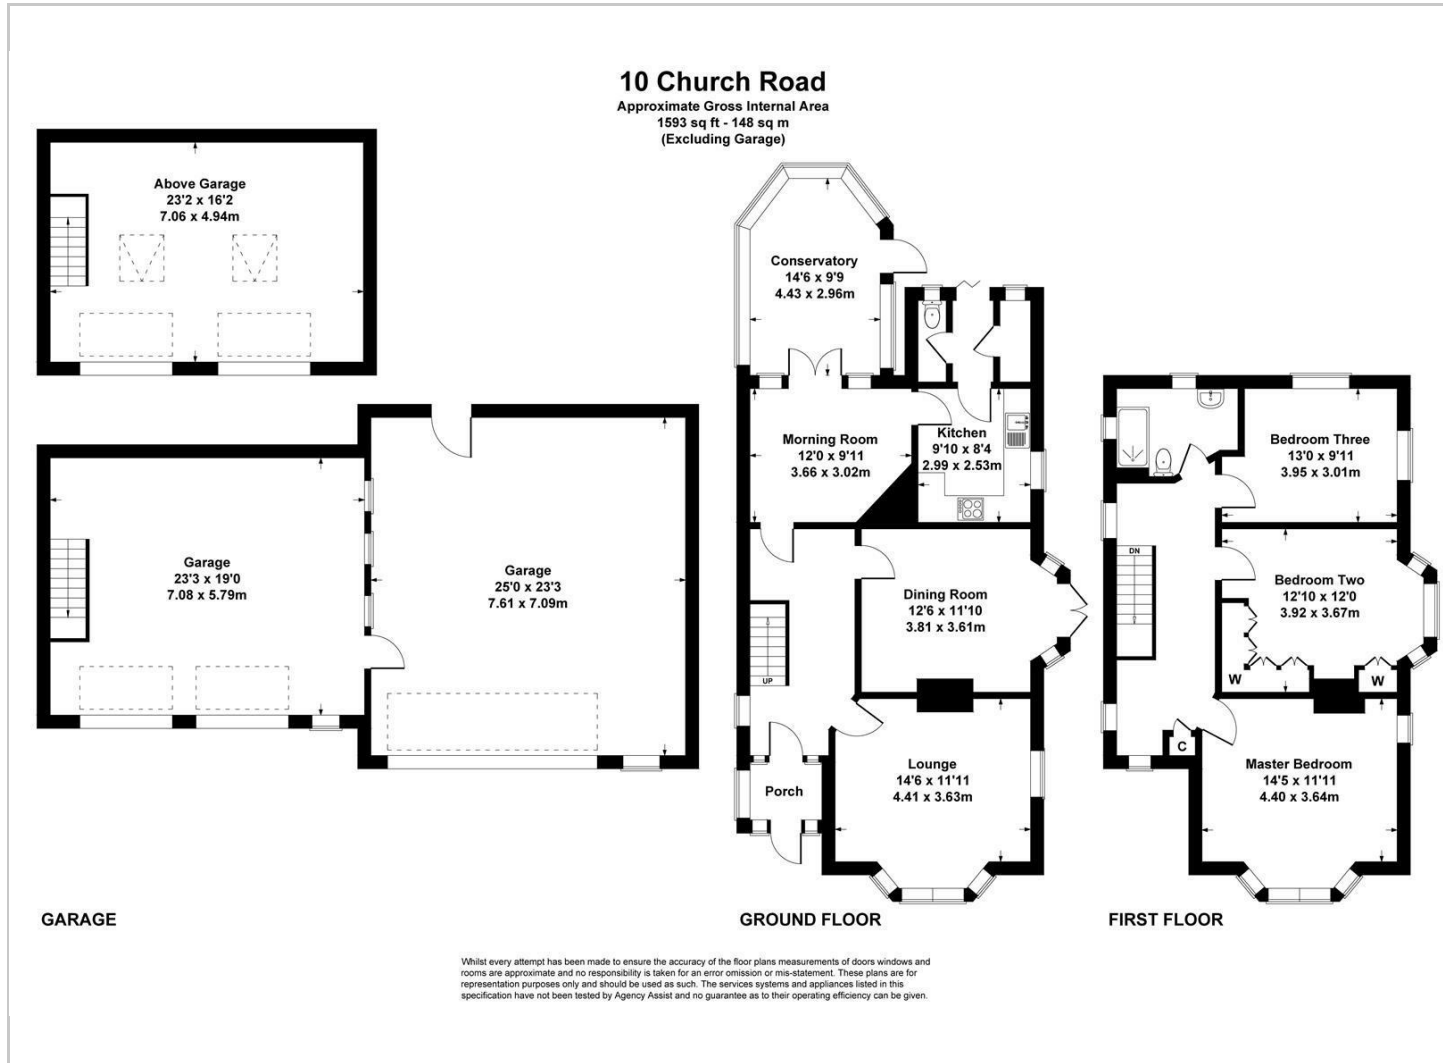 10 Church Road
Approximate Gross Internal Area
1593 sq ft - 148 sq m
(Excluding Garage)
Above Garage
23'2 x 16'2
7.06 x 4.94m
Garage
23'3 x 19'0
7.08 x 5.79m
Garage
25'0 x 23'3
7.61 x 7.09m
GARAGE
Conservatory
14'6 x 9'9
4.43 x 2.96m
Morning Room
12'0 x 9'11
3.66 x 3.02m
Kitchen
9'10 x 8'4
2.99 x 2.53m
Dining Room
12'6 x 11'10
3.81 x 3.61m
UP
Lounge
14'6 x 11'11
4.41 x 3.63m
Porch
GROUND FLOOR
Bedroom Three
13'0 x 9'11
3.95 x 3.01m
DN
Bedroom Two
12'10 x 12'0
3.92 x 3.67m
W
W
C
Master Bedroom
14'5 x 11'11
4.40 x 3.64m
FIRST FLOOR
Whilst every attempt has been made to ensure the accuracy of the floor plans measurements of doors windows and
rooms are approximate and no responsibility is taken for an error omission or mis-statement. These plans are for
representation purposes only and should be used as such. The services systems and appliances listed in this
specification have not been tested by Agency Assist and no guarantee as to their operating efficiency can be given.